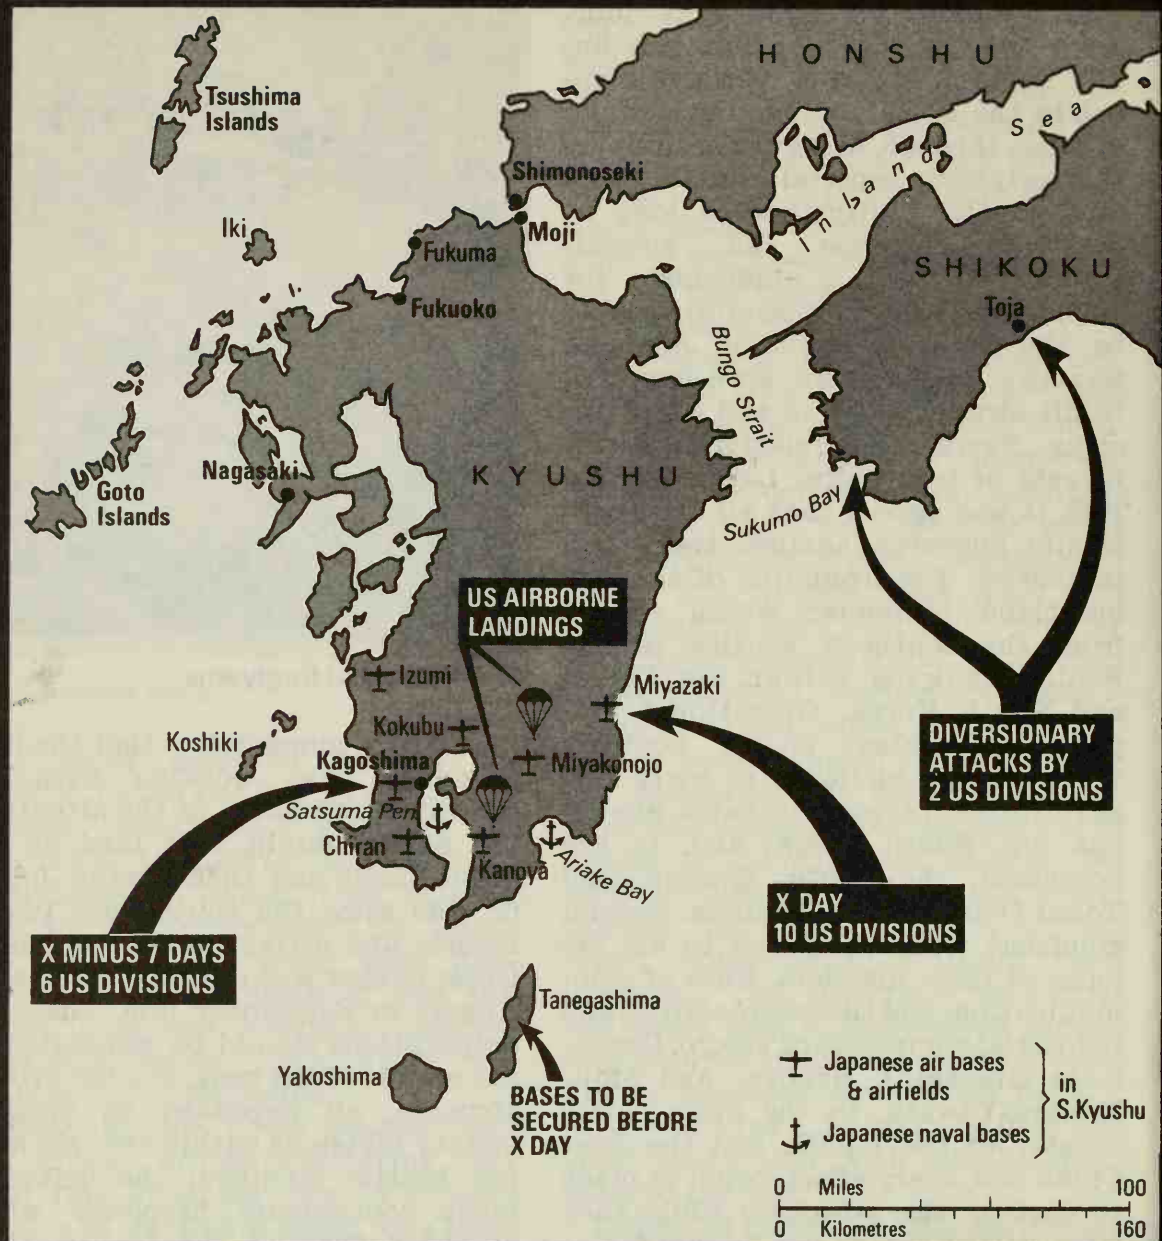 HONSHU
Tsushima
Islands
Inland Sea
Shimonoseki
Moji
Iki
Fukuma
SHIKOKU
Fukuoko
Toja
Bungo Strait
Nagasaki
KYUSHU
Goto
Islands
Sukumo Bay
US AIRBORNE
LANDINGS
Izumi
Miyazaki
Kokubu
Koshiki
Kagoshima
Miyakonojo
DIVERSIONARY
ATTACKS BY
2 US DIVISIONS
Satsuma Pen
Chiran
Kanoya
Ariake Bay
X DAY
10 US DIVISIONS
X MINUS 7 DAYS
6 US DIVISIONS
Tanegashima
Yakoshima
BASES TO BE
SECURED BEFORE
X DAY
Japanese air bases
& airfields
Japanese naval bases
in
S.Kyushu
0 Miles 100
0 Kilometres 160